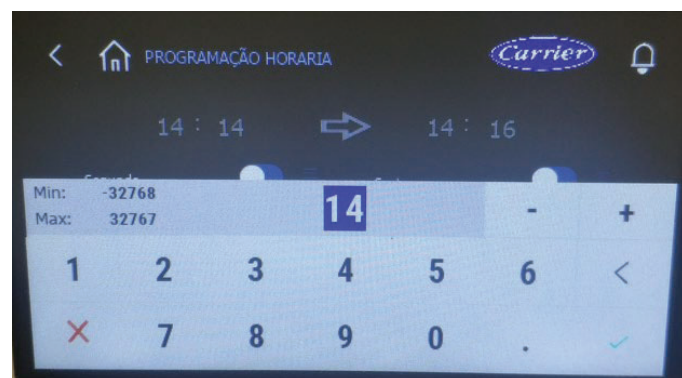 PROGRAMAÇÃO HORARIA Carrier
14 : 14 14 : 16
Min: -32768
Max: 32767
14 - +
1 2 3 4 5 6 <
7 8 9 0 .